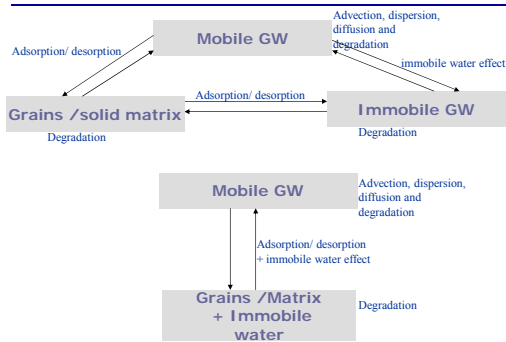 Mobile GW
Advection, dispersion,
diffusion and
degradation
Adsorption/ desorption
immobile water effect
Grains /solid matrix
Adsorption/ desorption
Immobile GW
Degradation
Degradation
Mobile GW
Advection, dispersion,
diffusion and
degradation
Adsorption/ desorption
+ immobile water effect
Grains /Matrix
+ Immobile
water
Degradation